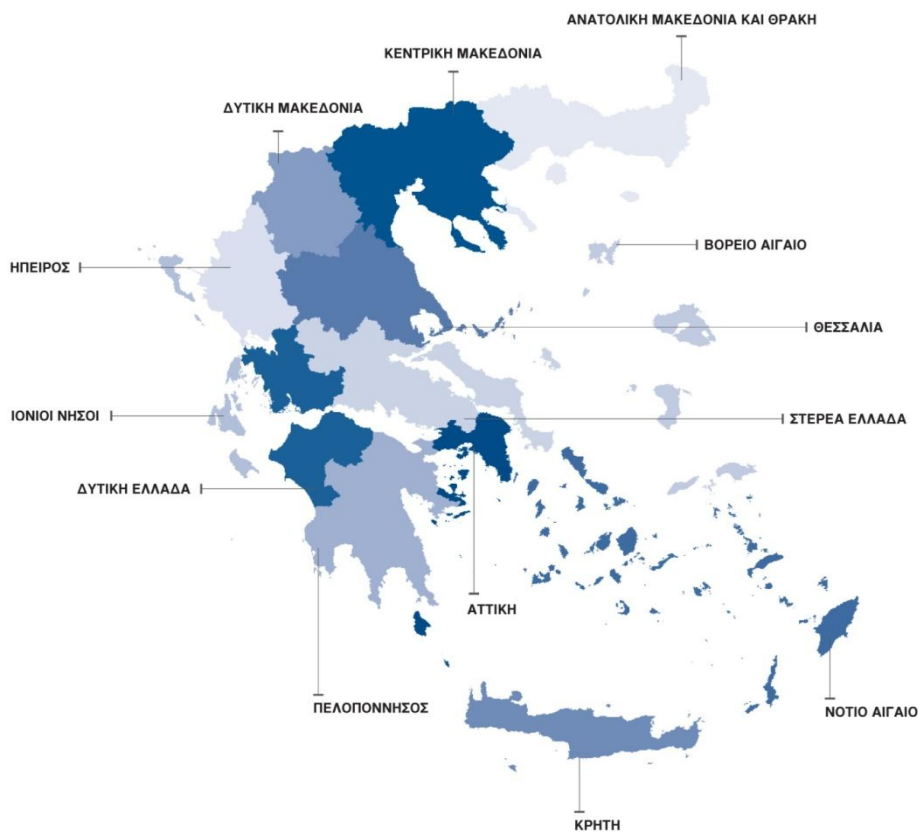 ΑΝΑΤΟΛΙΚΗ ΜΑΚΕΔΟΝΙΑ ΚΑΙ ΘΡΑΚΗ
ΚΕΝΤΡΙΚΗ ΜΑΚΕΔΟΝΙΑ
ΔΥΤΙΚΗ ΜΑΚΕΔΟΝΙΑ
ΒΟΡΕΙΟ ΑΙΓΑΙΟ
ΗΠΕΙΡΟΣ
ΘΕΣΣΑΛΙΑ
ΙΟΝΙΟΙ ΝΗΣΟΙ
ΣΤΕΡΕΑ ΕΛΛΑΔΑ
ΔΥΤΙΚΗ ΕΛΛΑΔΑ
ΑΤΤΙΚΗ
ΠΕΛΟΠΟΝΝΗΣΟΣ
ΝΟΤΙΟ ΑΙΓΑΙΟ
ΚΡΗΤΗ